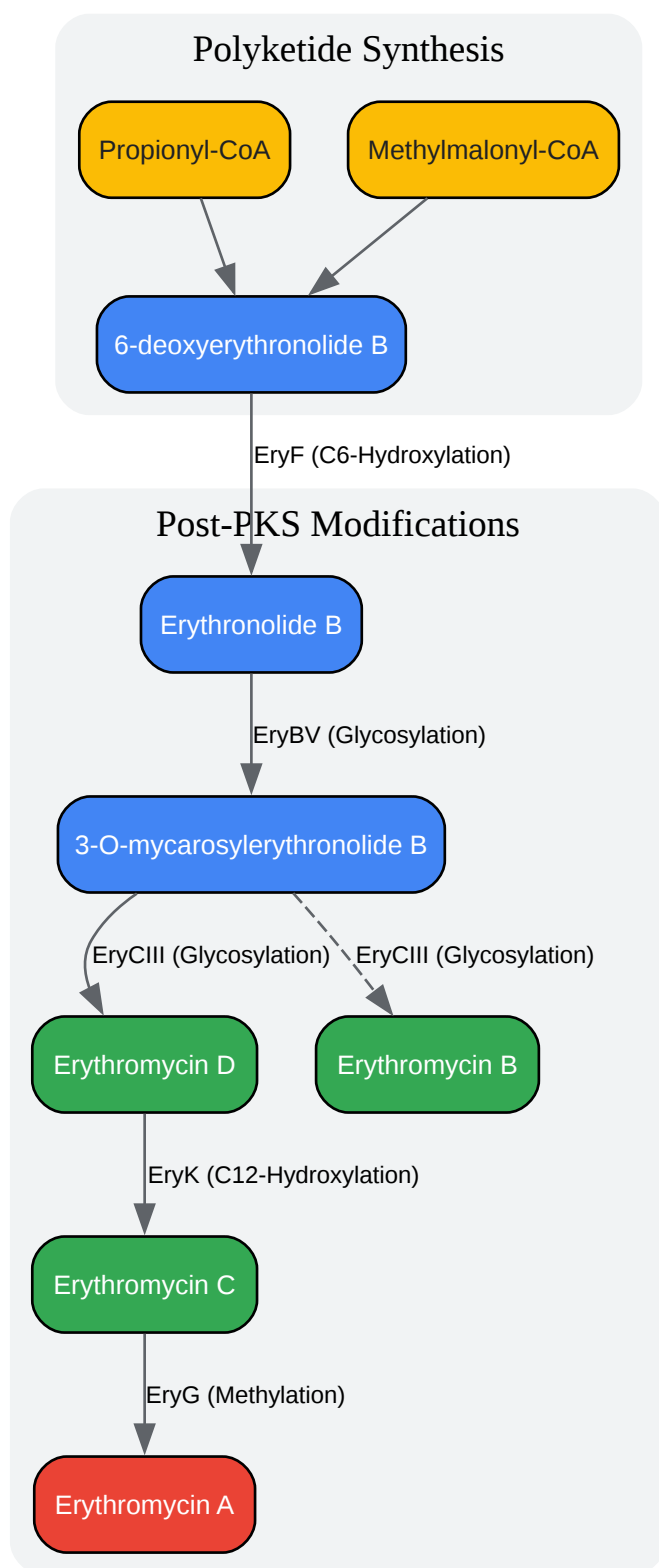 Polyketide Synthesis
Propionyl-CoA
Methylmalonyl-CoA
6-deoxyerythronolide B
EryF (C6-Hydroxylation)
Post-PKS Modifications
Erythronolide B
EryBV (Glycosylation)
3-O-mycarosylerythronolide B
EryCIII (Glycosylation)
EryCIII (Glycosylation)
Erythromycin D
Erythromycin B
EryK (C12-Hydroxylation)
Erythromycin C
EryG (Methylation)
Erythromycin A